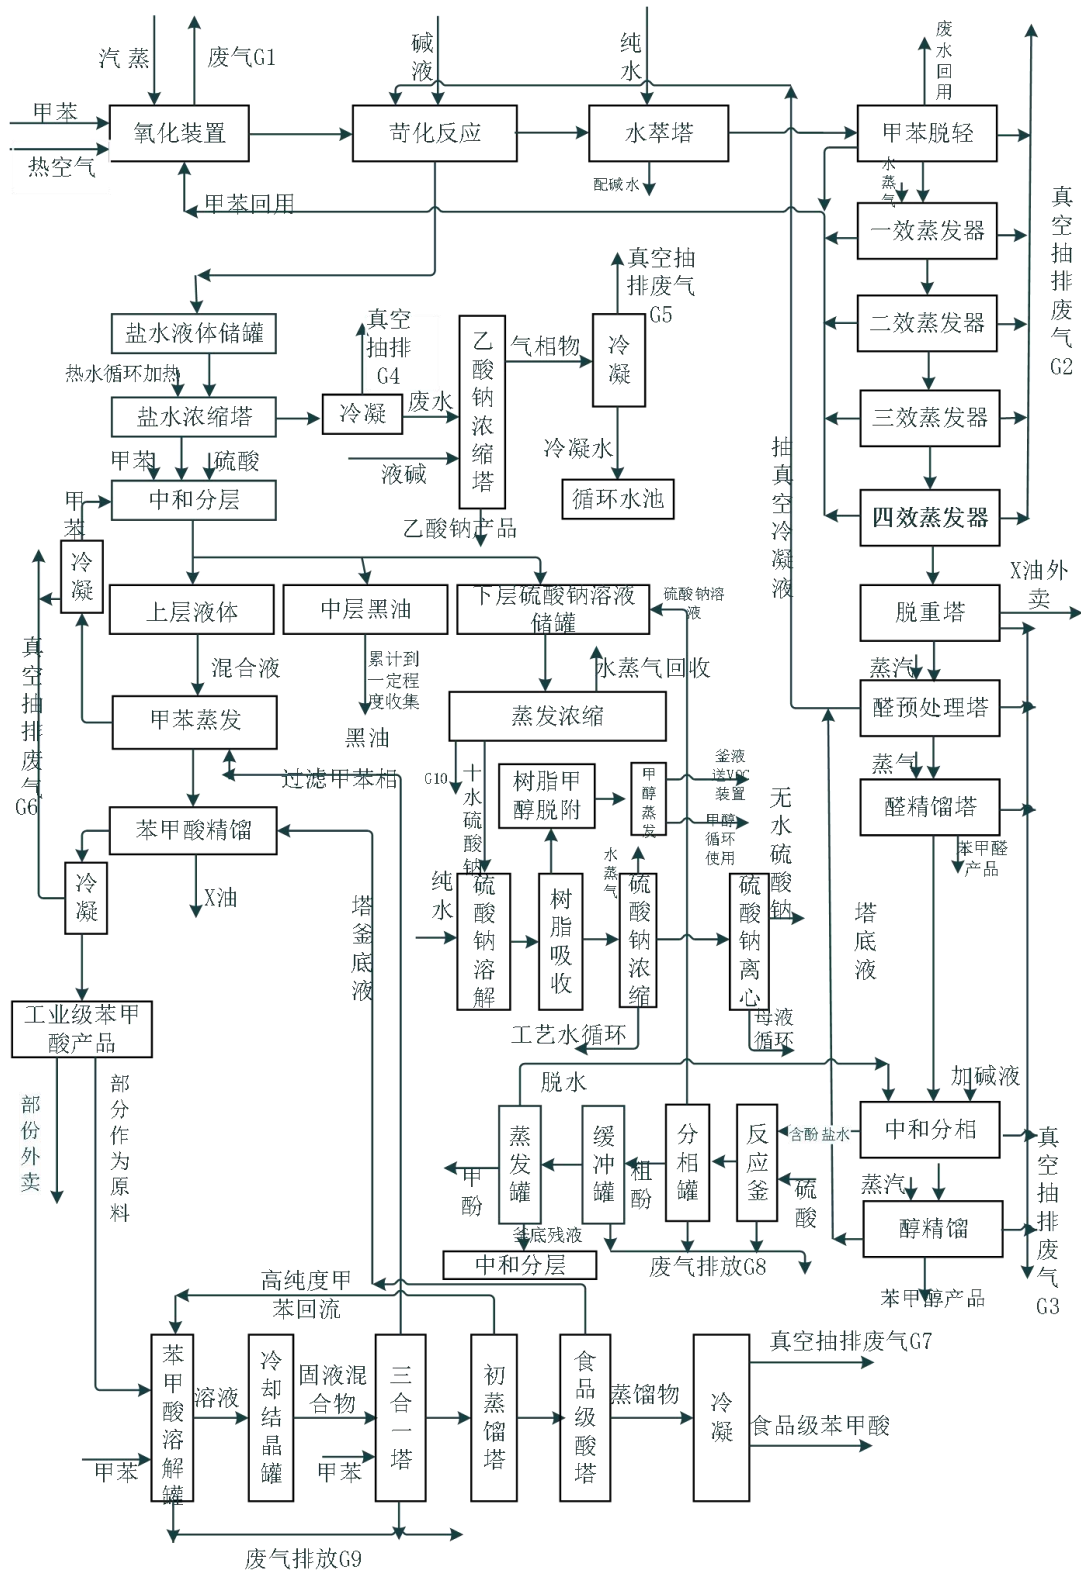 汽 蒸
废气G1
碱液
纯水
废水回用
甲苯
热空气
氧化装置
苛化反应
水萃塔
甲苯脱轻
配碱水
水蒸气
甲苯回用
一效蒸发器
真空抽排废气G2
真空抽排废气G5
二效蒸发器
盐水液体储罐
真空抽排G4
乙酸钠浓缩塔
气相物
冷凝
热水循环加热
盐水浓缩塔
冷凝
废水
三效蒸发器
冷凝水
液碱
甲苯
硫酸
抽真空冷凝液
中和分层
循环水池
四效蒸发器
甲苯
乙酸钠产品
冷凝
X油外卖
上层液体
中层黑油
下层硫酸钠溶液储罐
硫酸钠溶液
脱重塔
真空抽排废气G6
混合液
累计到一定程度收集
水蒸气回收
蒸汽
甲苯蒸发
黑油
蒸发浓缩
醛预处理塔
过滤甲苯相
G10
十水硫酸钠
树脂甲醇脱附
甲醇蒸发
釜液送VOC装置
蒸气
无水硫酸钠
醛精馏塔
苯甲酸精馏
甲醇循环使用
苯甲醛产品
冷凝
X油
塔釜底液
纯水
硫酸钠溶解
树脂吸收
水蒸气
硫酸钠浓缩
硫酸钠离心
塔底液
工业级苯甲酸产品
工艺水循环
母液循环
脱水
加碱液
部份外卖
部分作为原料
蒸发罐
缓冲罐
分相罐
反应釜
含酚盐水
中和分相
甲酚
粗酚
硫酸
蒸汽
真空抽排废气G3
釜底残液
醇精馏
中和分层
废气排放G8
苯甲醇产品
高纯度甲苯回流
真空抽排废气G7
苯甲酸溶解罐
溶液
冷却结晶罐
固液混合物
三合一塔
初蒸馏塔
食品级酸塔
蒸馏物
冷凝
食品级苯甲酸
甲苯
甲苯
废气排放G9